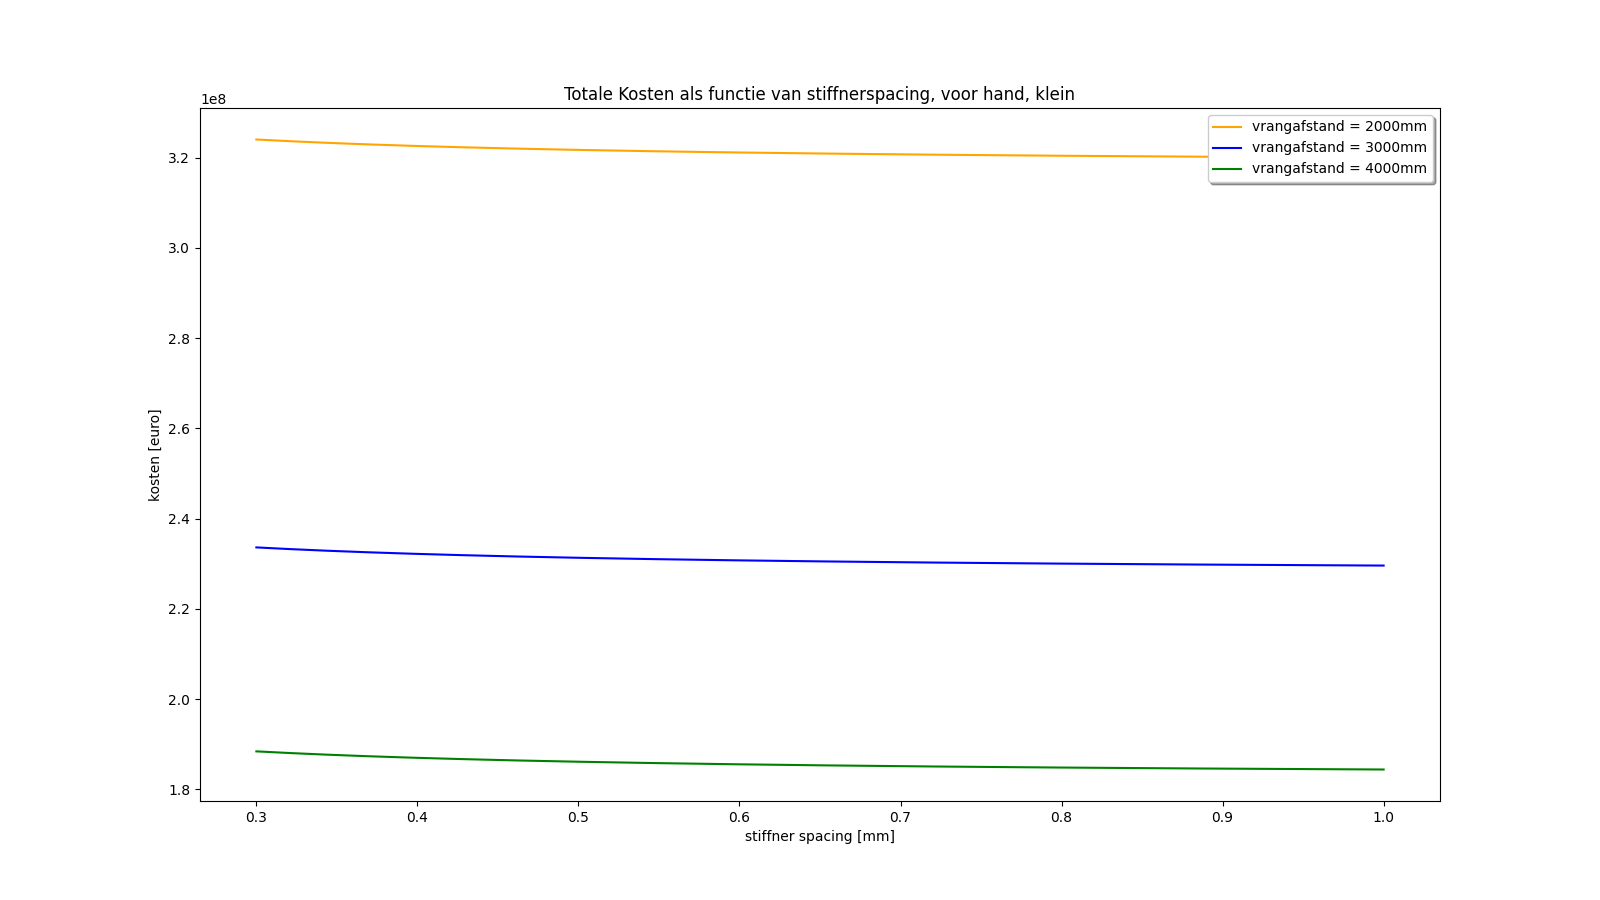 Totale Kosten als functie van stiffnerspacing, voor hand, klein
1e8
vrangafstand = 2000mm
vrangafstand = 3000mm
vrangafstand = 4000mm
3.2
3.0
2.8
2.6
2.4
2.2
2.0
1.8
kosten [euro]
0.3 0.4 0.5 0.6 0.7 0.8 0.9 1.0
stiffner spacing [mm]